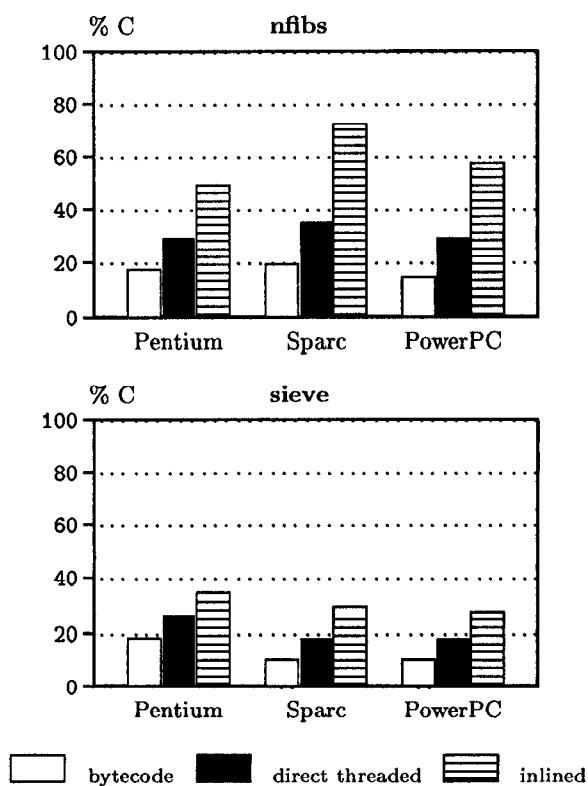 % C nfibs
100
80
60
40
20
0
Pentium Sparc PowerPC
% C sieve
100
80
60
40
20
0
Pentium Sparc PowerPC
bytecode direct threaded inlined